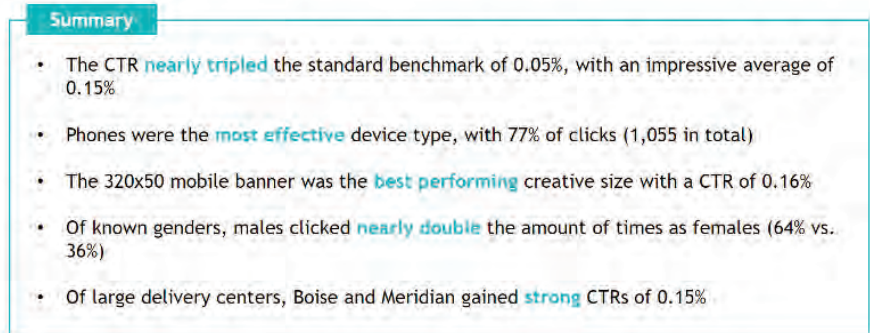 Summary
• The CTR nearly tripled the standard benchmark of 0.05%, with an impressive average of
0.15%
• Phones were the most effective device type, with 77% of clicks (1,055 in total)
• The 320x50 mobile banner was the best performing creative size with a CTR of 0.16%
• Of known genders, males clicked nearly double the amount of times as females (64% vs.
36%)
• Of large delivery centers, Boise and Meridian gained strong CTRs of 0.15%